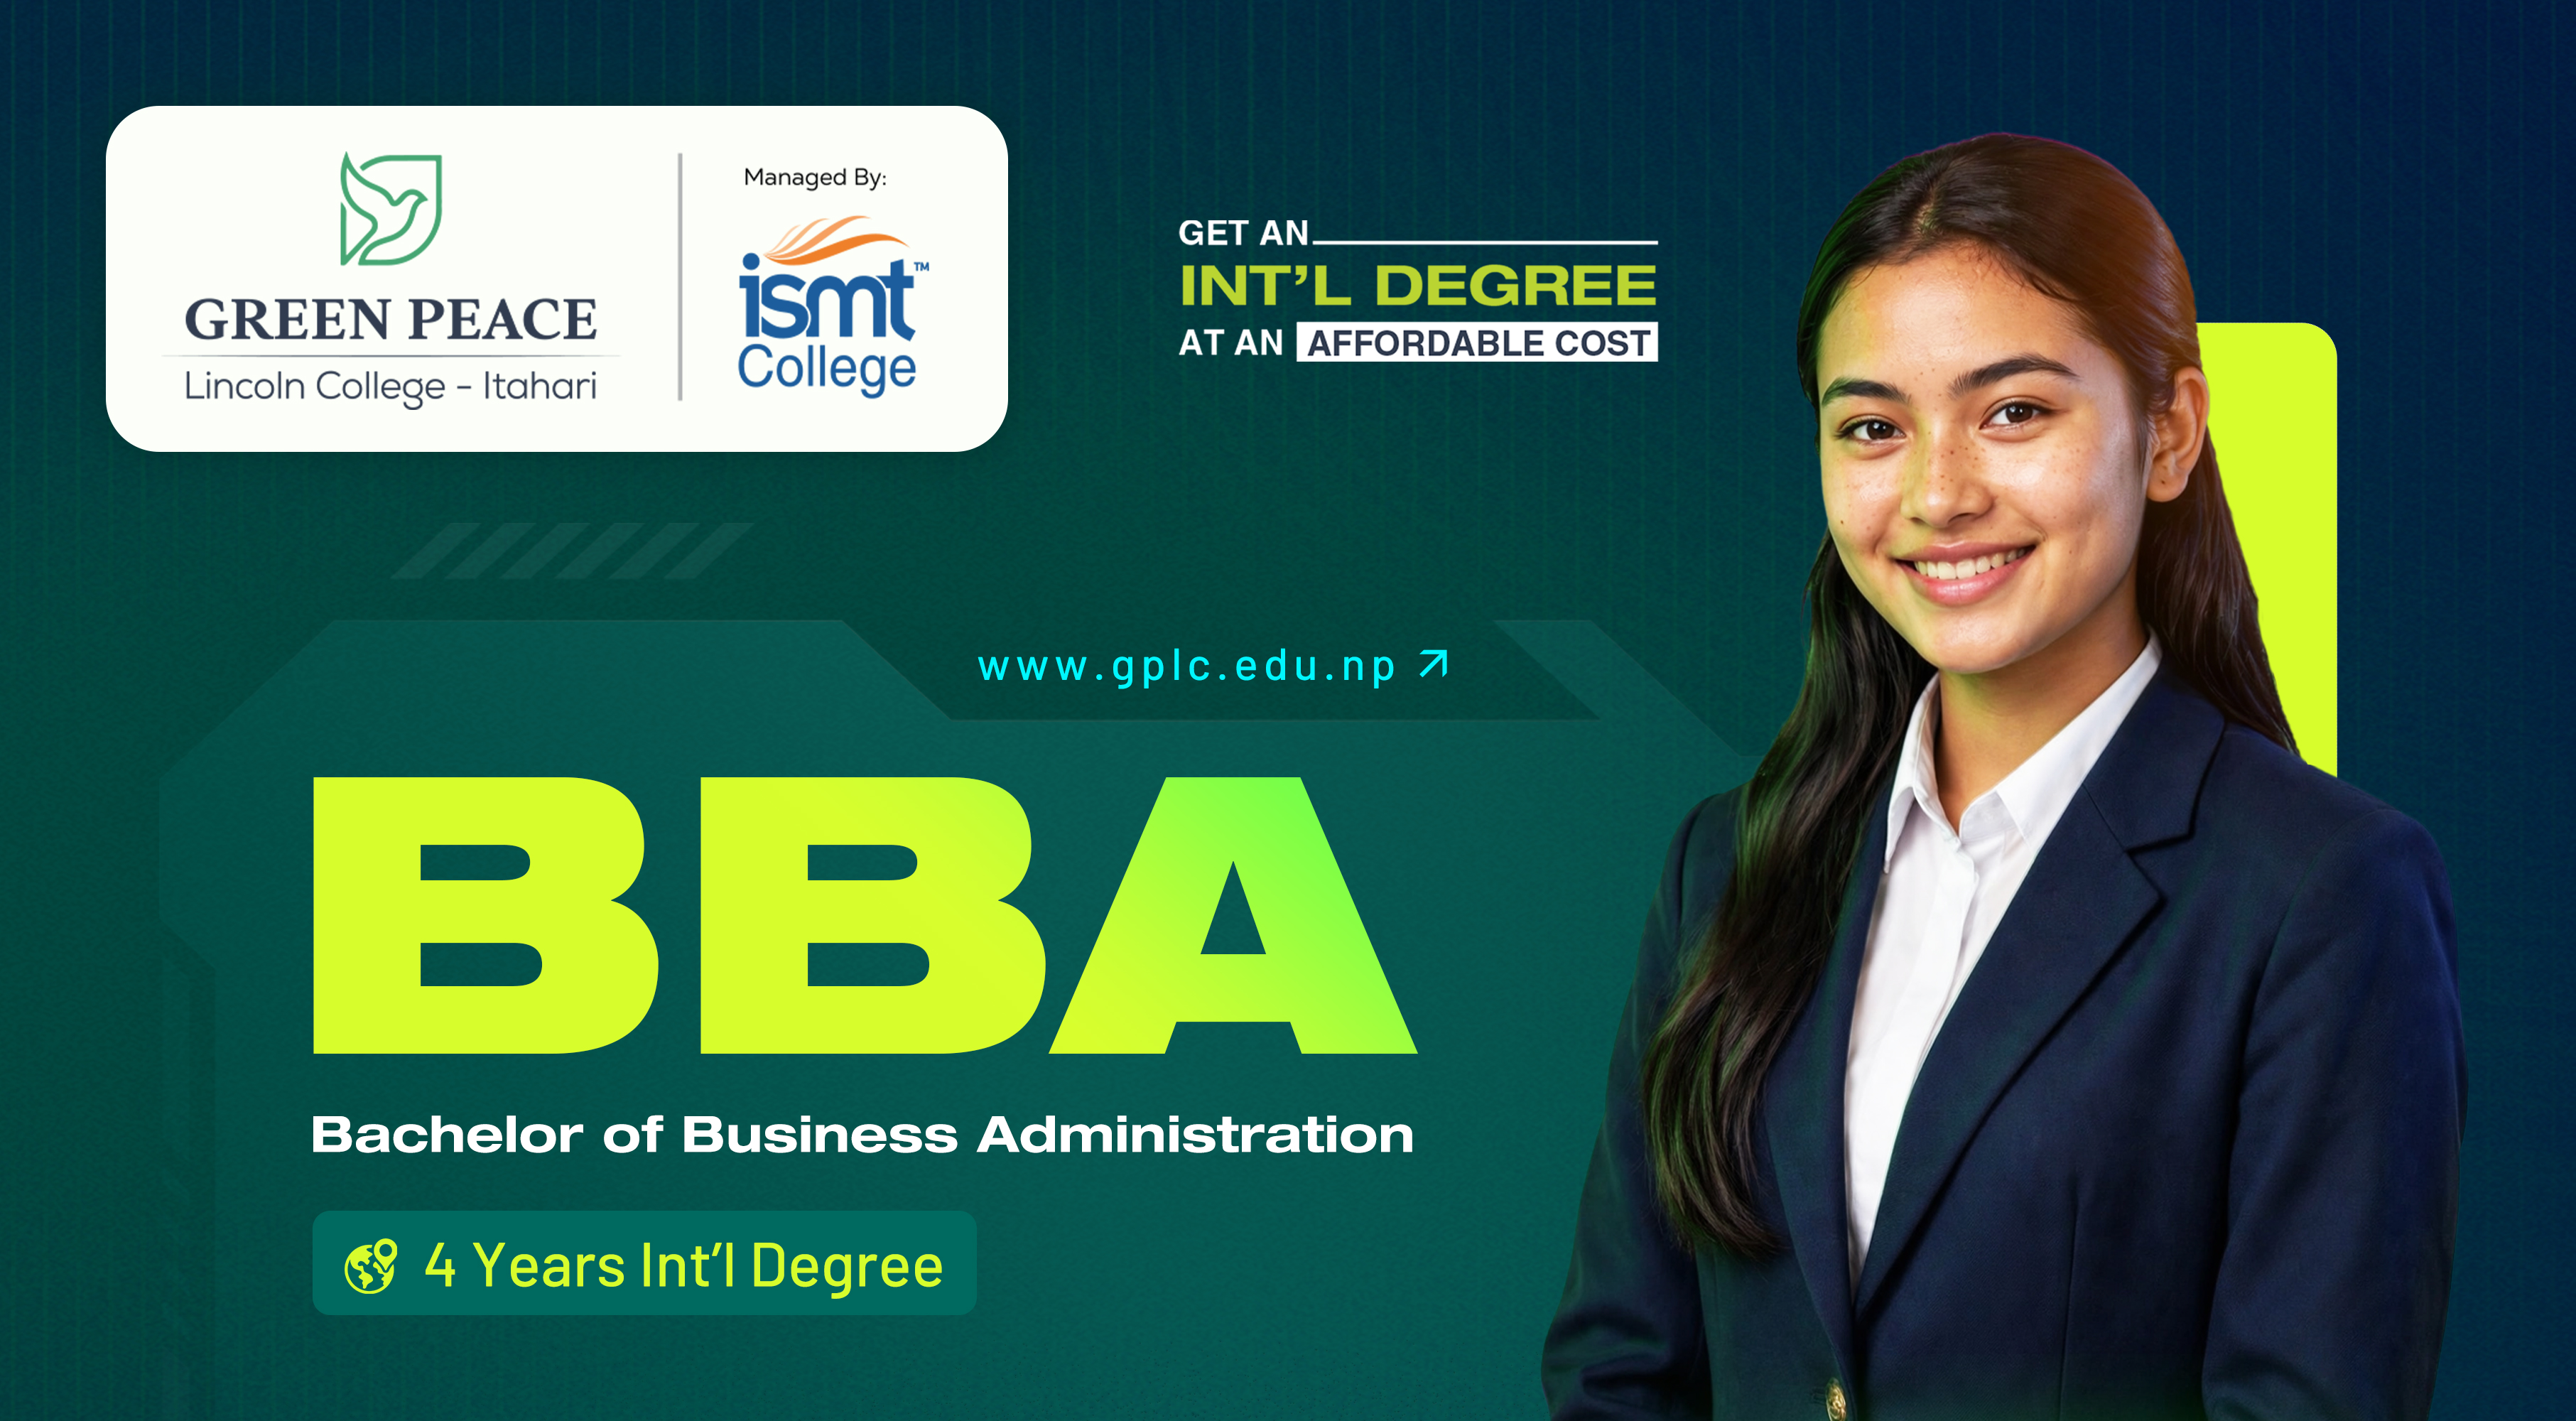 GREEN PEACE
Lincoln College - Itahari
Managed By:
ismt™
College
GET AN
INT'L DEGREE
AT AN AFFORDABLE COST
www.gplc.edu.np
BBA
Bachelor of Business Administration
4 Years Int'l Degree